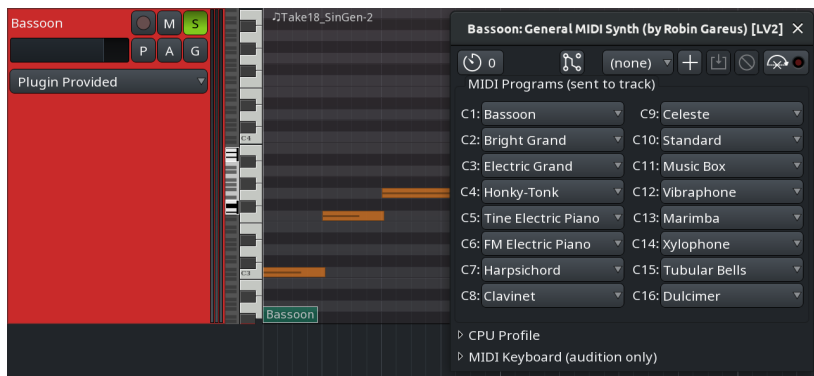 Bassoon
M
S
P
A
G
Plugin Provided
C4
C3
♫Take18_SinGen-2
Bassoon
Bassoon: General MIDI Synth (by Robin Gareus) [LV2]
0
(none)
MIDI Programs (sent to track)
C1: Bassoon C9: Celeste
C2: Bright Grand C10: Standard
C3: Electric Grand C11: Music Box
C4: Honky-Tonk C12: Vibraphone
C5: Tine Electric Piano C13: Marimba
C6: FM Electric Piano C14: Xylophone
C7: Harpsichord C15: Tubular Bells
C8: Clavinet C16: Dulcimer
CPU Profile
MIDI Keyboard (audition only)